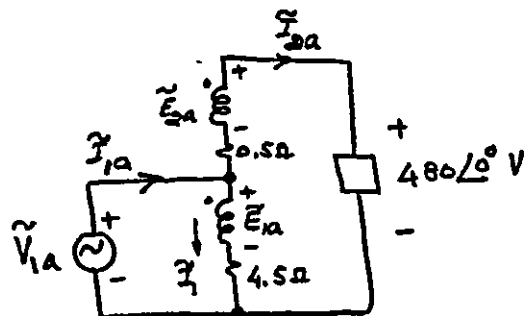 Ĩ₂ₐ
+
Ẽ₂ₐ
-
0.5Ω
+
480∠0° V
-
Ĩ₁ₐ
+
Ẽ₁ₐ
-
Ṽ₁ₐ
+
-
Ĩ₁
4.5Ω